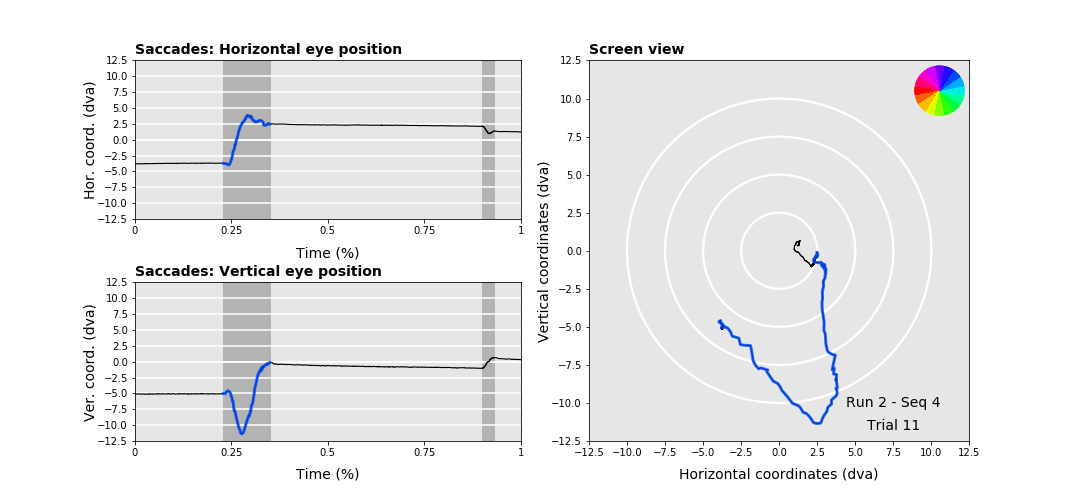 Saccades: Horizontal eye position
Hor. coord. (dva)
12.5
10.0
7.5
5.0
2.5
0.0
−2.5
−5.0
−7.5
−10.0
−12.5
0 0.25 0.5 0.75 1
Time (%)
Saccades: Vertical eye position
Ver. coord. (dva)
12.5
10.0
7.5
5.0
2.5
0.0
−2.5
−5.0
−7.5
−10.0
−12.5
0 0.25 0.5 0.75 1
Time (%)
Screen view
Vertical coordinates (dva)
12.5
10.0
7.5
5.0
2.5
0.0
−2.5
−5.0
−7.5
−10.0
−12.5
Run 2 - Seq 4
Trial 11
−12.5 −10.0 −7.5 −5.0 −2.5 0.0 2.5 5.0 7.5 10.0 12.5
Horizontal coordinates (dva)